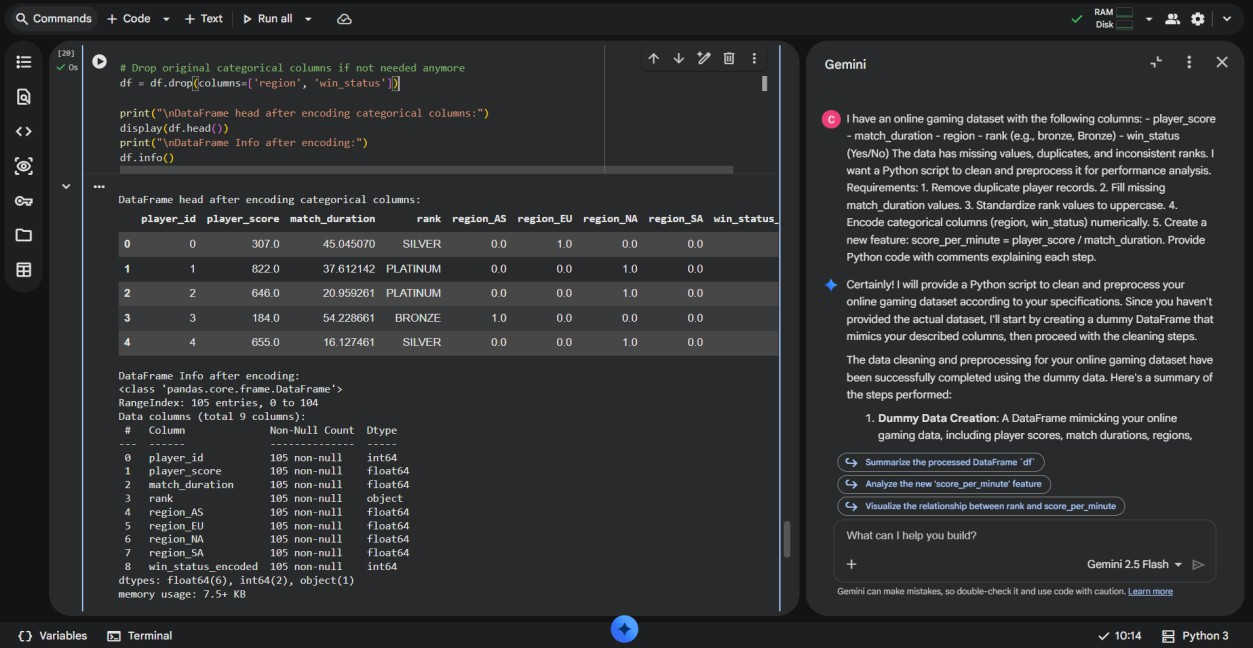 Commands + Code + Text Run all RAM Disk
[20] 0s
# Drop original categorical columns if not needed anymore
df = df.drop(columns=['region', 'win_status'])
print("\nDataFrame head after encoding categorical columns:")
display(df.head())
print("\nDataFrame Info after encoding:")
df.info()
DataFrame head after encoding categorical columns:
player_id player_score match_duration rank region_AS region_EU region_NA region_SA win_status_
0 0 307.0 45.045070 SILVER 0.0 1.0 0.0 0.0
1 1 822.0 37.612142 PLATINUM 0.0 0.0 1.0 0.0
2 2 646.0 20.959261 PLATINUM 0.0 0.0 1.0 0.0
3 3 184.0 54.228661 BRONZE 1.0 0.0 0.0 0.0
4 4 655.0 16.127461 SILVER 0.0 0.0 1.0 0.0
DataFrame Info after encoding:
<class 'pandas.core.frame.DataFrame'>
RangeIndex: 105 entries, 0 to 104
Data columns (total 9 columns):
# Column Non-Null Count Dtype
--- ------ -------------- -----
0 player_id 105 non-null int64
1 player_score 105 non-null float64
2 match_duration 105 non-null float64
3 rank 105 non-null object
4 region_AS 105 non-null float64
5 region_EU 105 non-null float64
6 region_NA 105 non-null float64
7 region_SA 105 non-null float64
8 win_status_encoded 105 non-null int64
dtypes: float64(6), int64(2), object(1)
memory usage: 7.5+ KB
Gemini
C
I have an online gaming dataset with the following columns: - player_score
- match_duration - region - rank (e.g., bronze, Bronze) - win_status
(Yes/No) The data has missing values, duplicates, and inconsistent ranks. I
want a Python script to clean and preprocess it for performance analysis.
Requirements: 1. Remove duplicate player records. 2. Fill missing
match_duration values. 3. Standardize rank values to uppercase. 4.
Encode categorical columns (region, win_status) numerically. 5. Create a
new feature: score_per_minute = player_score / match_duration. Provide
Python code with comments explaining each step.
Certainly! I will provide a Python script to clean and preprocess your
online gaming dataset according to your specifications. Since you haven't
provided the actual dataset, I'll start by creating a dummy DataFrame that
mimics your described columns, then proceed with the cleaning steps.
The data cleaning and preprocessing for your online gaming dataset have
been successfully completed using the dummy data. Here's a summary of
the steps performed:
1. Dummy Data Creation: A DataFrame mimicking your online
gaming data, including player scores, match durations, regions,
Summarize the processed DataFrame `df`
Analyze the new 'score_per_minute' feature
Visualize the relationship between rank and score_per_minute
What can I help you build?
+ Gemini 2.5 Flash
Gemini can make mistakes, so double-check it and use code with caution. Learn more
{} Variables Terminal 10:14 Python 3